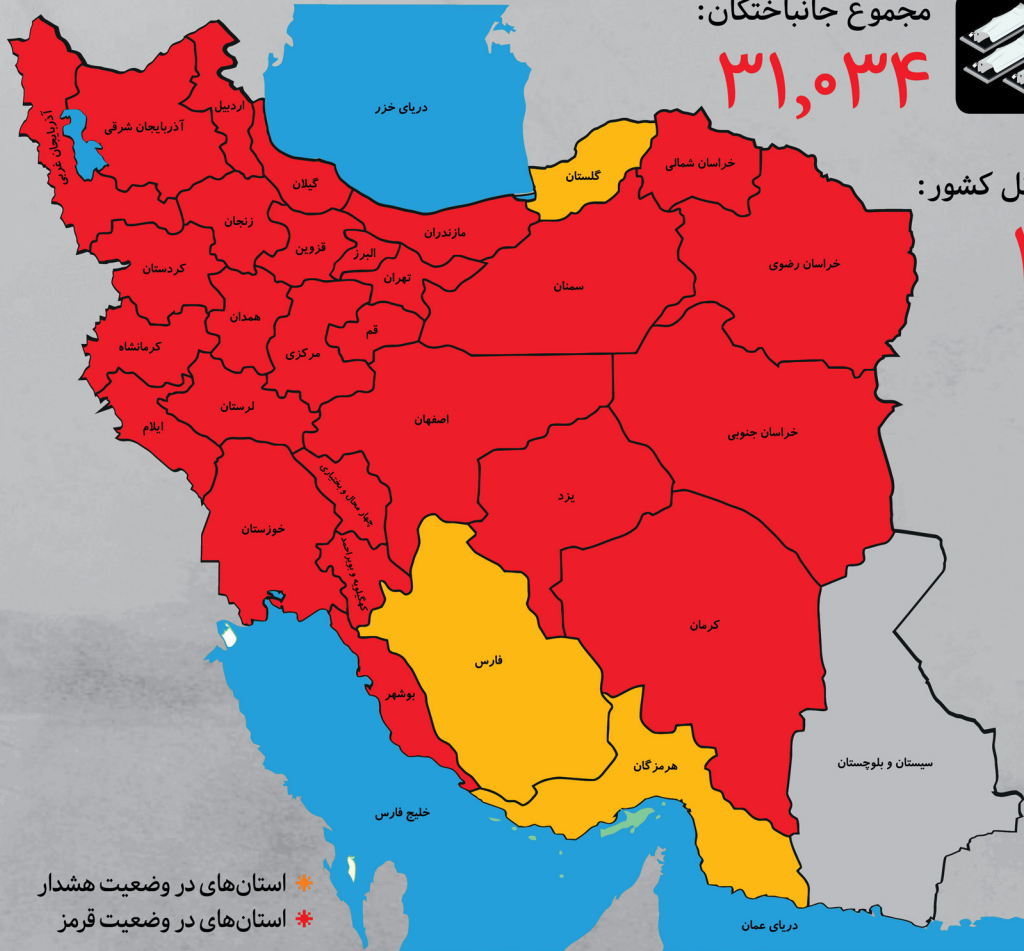 مجموع جانباختگان:
۳۱,۰۳۴
کل کشور:
دریای خزر
اردبیل
آذربایجان شرقی
آذربایجان غربی
گیلان
گلستان
خراسان شمالی
زنجان
مازندران
قزوین
البرز
کردستان
تهران
خراسان رضوی
سمنان
همدان
قم
کرمانشاه
مرکزی
لرستان
اصفهان
ایلام
خراسان جنوبی
چهار محال و بختیاری
یزد
خوزستان
کهگیلویه و بویراحمد
کرمان
فارس
بوشهر
هرمزگان
سیستان و بلوچستان
خلیج فارس
استان‌های در وضعیت هشدار
استان‌های در وضعیت قرمز
دریای عمان